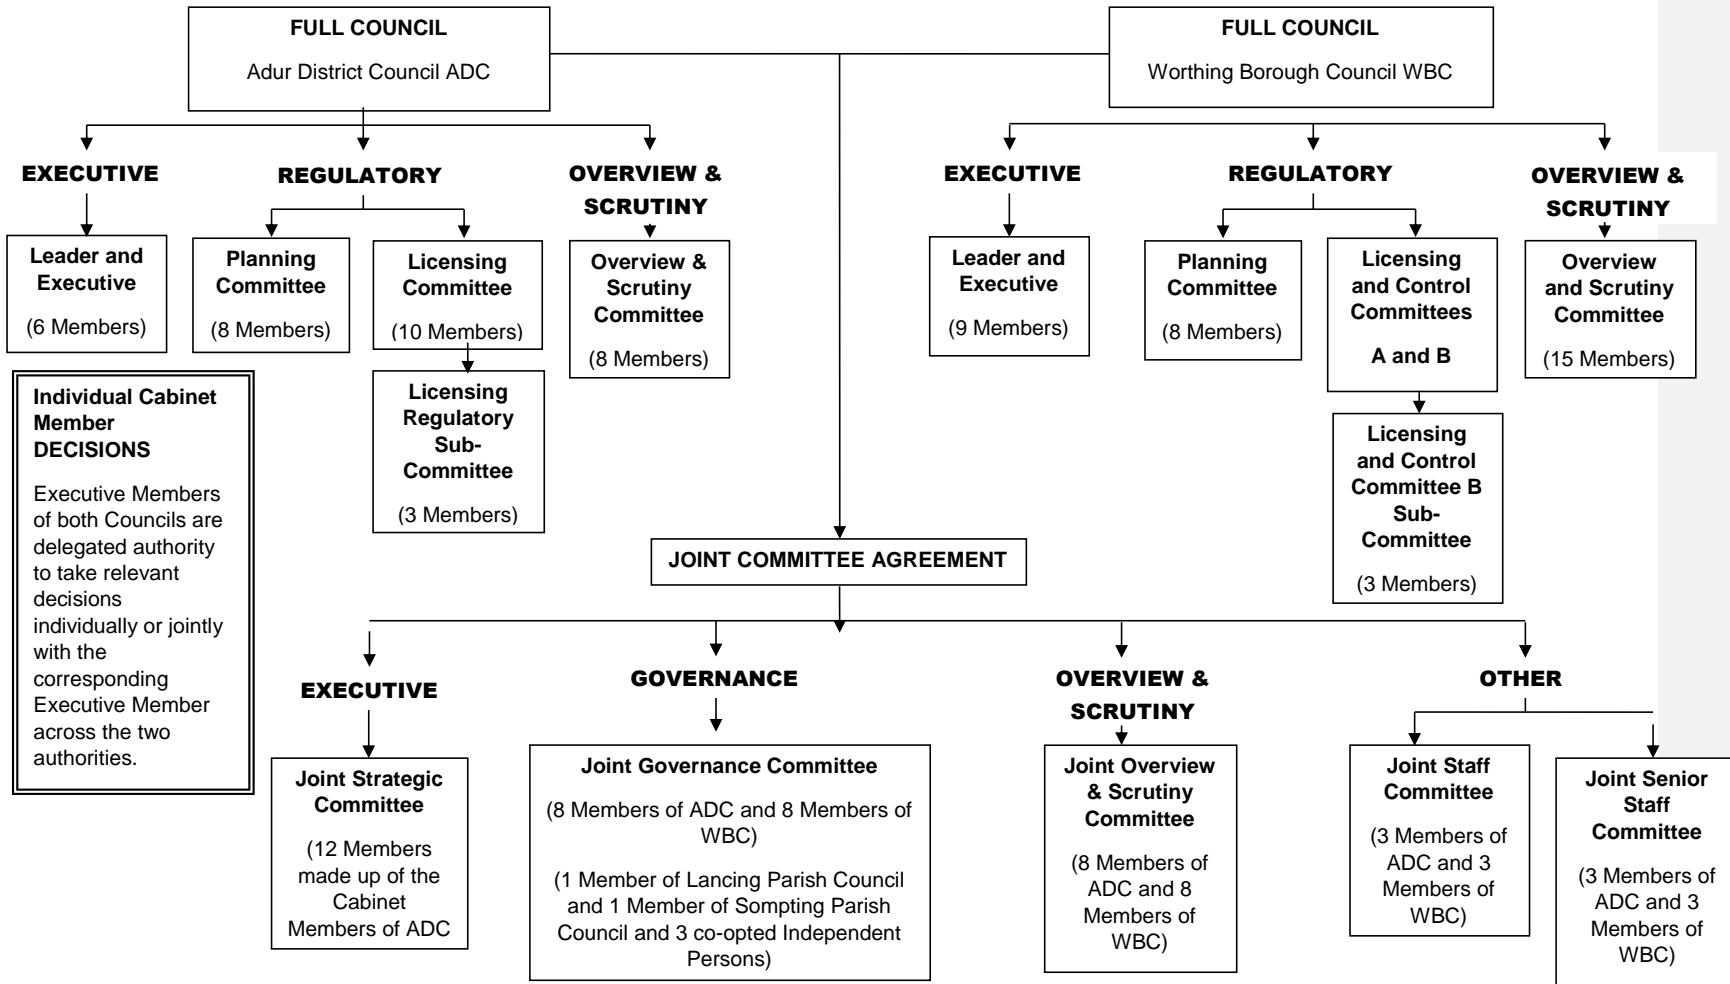 FULL COUNCIL
Adur District Council ADC
FULL COUNCIL
Worthing Borough Council WBC
EXECUTIVE
REGULATORY
OVERVIEW &
SCRUTINY
Leader and
Executive
(6 Members)
Planning
Committee
(8 Members)
Licensing
Committee
(10 Members)
Overview &
Scrutiny
Committee
(8 Members)
Licensing
Regulatory
Sub-
Committee
(3 Members)
EXECUTIVE
REGULATORY
OVERVIEW &
SCRUTINY
Leader and
Executive
(9 Members)
Planning
Committee
(8 Members)
Licensing
and Control
Committees
A and B
Overview
and Scrutiny
Committee
(15 Members)
Licensing
and Control
Committee B
Sub-
Committee
(3 Members)
Individual Cabinet
Member
DECISIONS
Executive Members
of both Councils are
delegated authority
to take relevant
decisions
individually or jointly
with the
corresponding
Executive Member
across the two
authorities.
JOINT COMMITTEE AGREEMENT
EXECUTIVE
GOVERNANCE
OVERVIEW &
SCRUTINY
OTHER
Joint Strategic
Committee
(12 Members
made up of the
Cabinet
Members of ADC
Joint Governance Committee
(8 Members of ADC and 8 Members of
WBC)
(1 Member of Lancing Parish Council
and 1 Member of Sompting Parish
Council and 3 co-opted Independent
Persons)
Joint Overview
& Scrutiny
Committee
(8 Members of
ADC and 8
Members of
WBC)
Joint Staff
Committee
(3 Members of
ADC and 3
Members of
WBC)
Joint Senior
Staff
Committee
(3 Members of
ADC and 3
Members of
WBC)